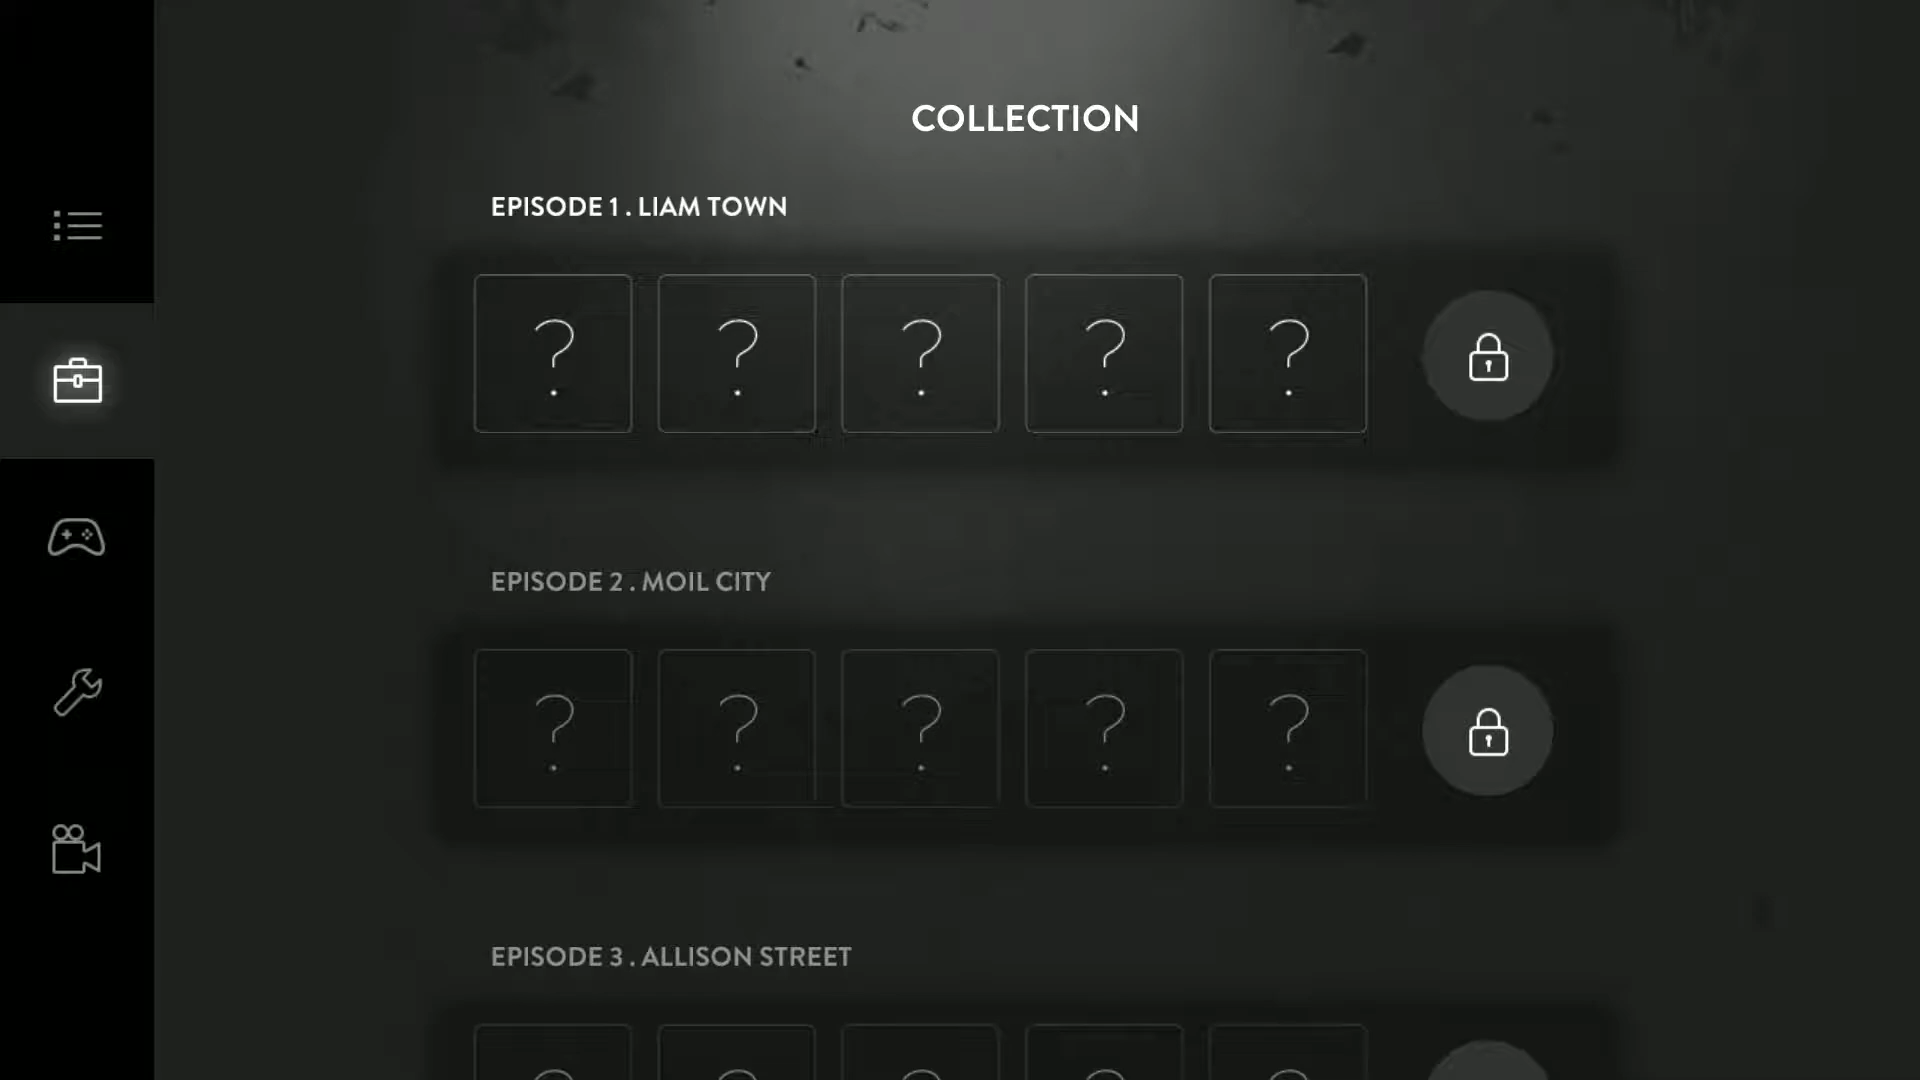 COLLECTION
EPISODE 1 . LIAM TOWN
? ? ? ? ?
EPISODE 2 . MOIL CITY
? ? ? ? ?
EPISODE 3 . ALLISON STREET